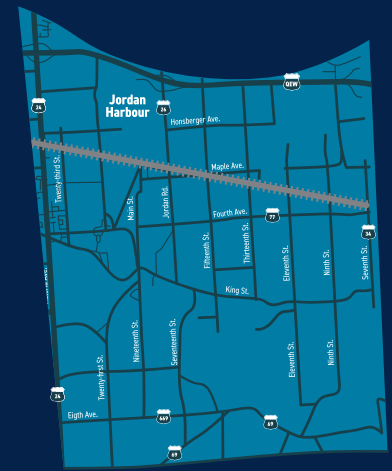 QEW
24
Jordan
Harbour
26
Honsberger Ave.
Twenty-third St.
Maple Ave.
Main St.
Jordan Rd.
Fourth Ave.
77
Fifteenth St.
Thirteenth St.
Eleventh St.
Ninth St.
Seventh St.
34
King St.
Nineteenth St.
Seventeenth St.
Twenty-first St.
Eleventh St.
Ninth St.
24
Eigth Ave.
669
69
69